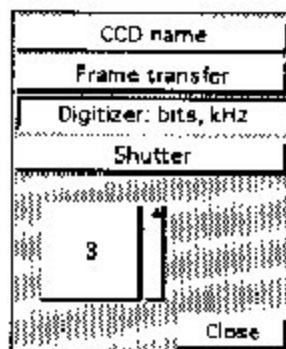 CCD name
Frame transfer
Digitizer: bits, kHz
Shutter
3
Close